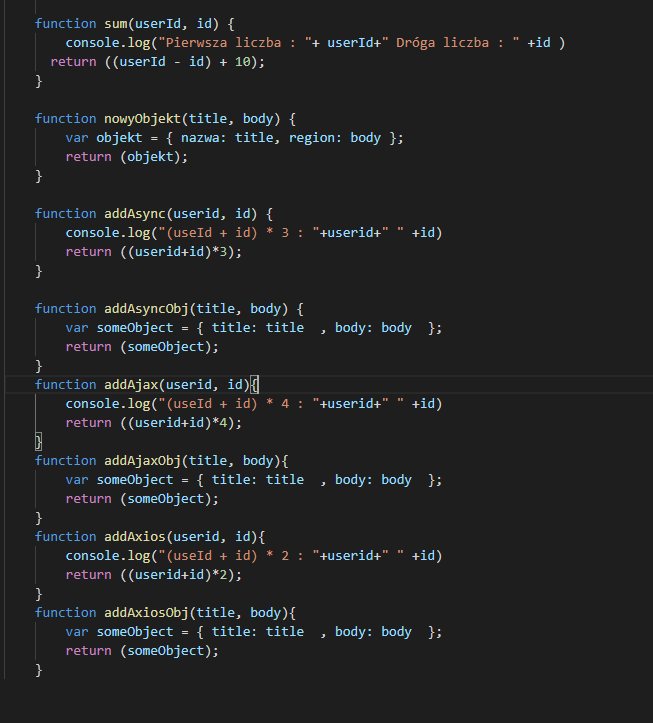 function sum(userId, id) {
    console.log("Pierwsza liczba : "+ userId+" Dróga liczba : " +id )
  return ((userId - id) + 10);
}

function nowyObjekt(title, body) {
    var objekt = { nazwa: title, region: body };
    return (objekt);
}

function addAsync(userid, id) {
    console.log("(useId + id) * 3 : "+userid+" " +id)
    return ((userid+id)*3);
}

function addAsyncObj(title, body) {
    var someObject = { title: title  , body: body  };
    return (someObject);
}
function addAjax(userid, id){
    console.log("(useId + id) * 4 : "+userid+" " +id)
    return ((userid+id)*4);
}
function addAjaxObj(title, body){
    var someObject = { title: title  , body: body  };
    return (someObject);
}
function addAxios(userid, id){
    console.log("(useId + id) * 2 : "+userid+" " +id)
    return ((userid+id)*2);
}
function addAxiosObj(title, body){
    var someObject = { title: title  , body: body  };
    return (someObject);
}